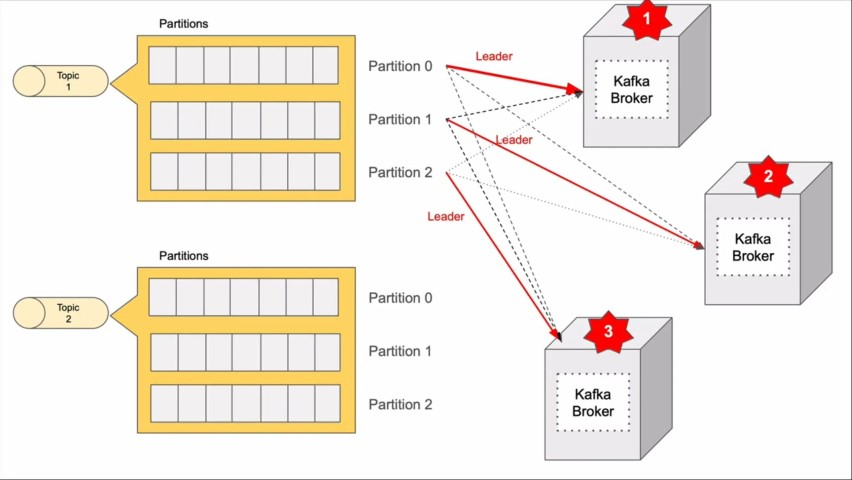 Partitions
Topic
1
Partition 0
Partition 1
Partition 2
Leader
Leader
Leader
1
Kafka
Broker
2
Kafka
Broker
Partitions
Topic
2
Partition 0
Partition 1
Partition 2
3
Kafka
Broker